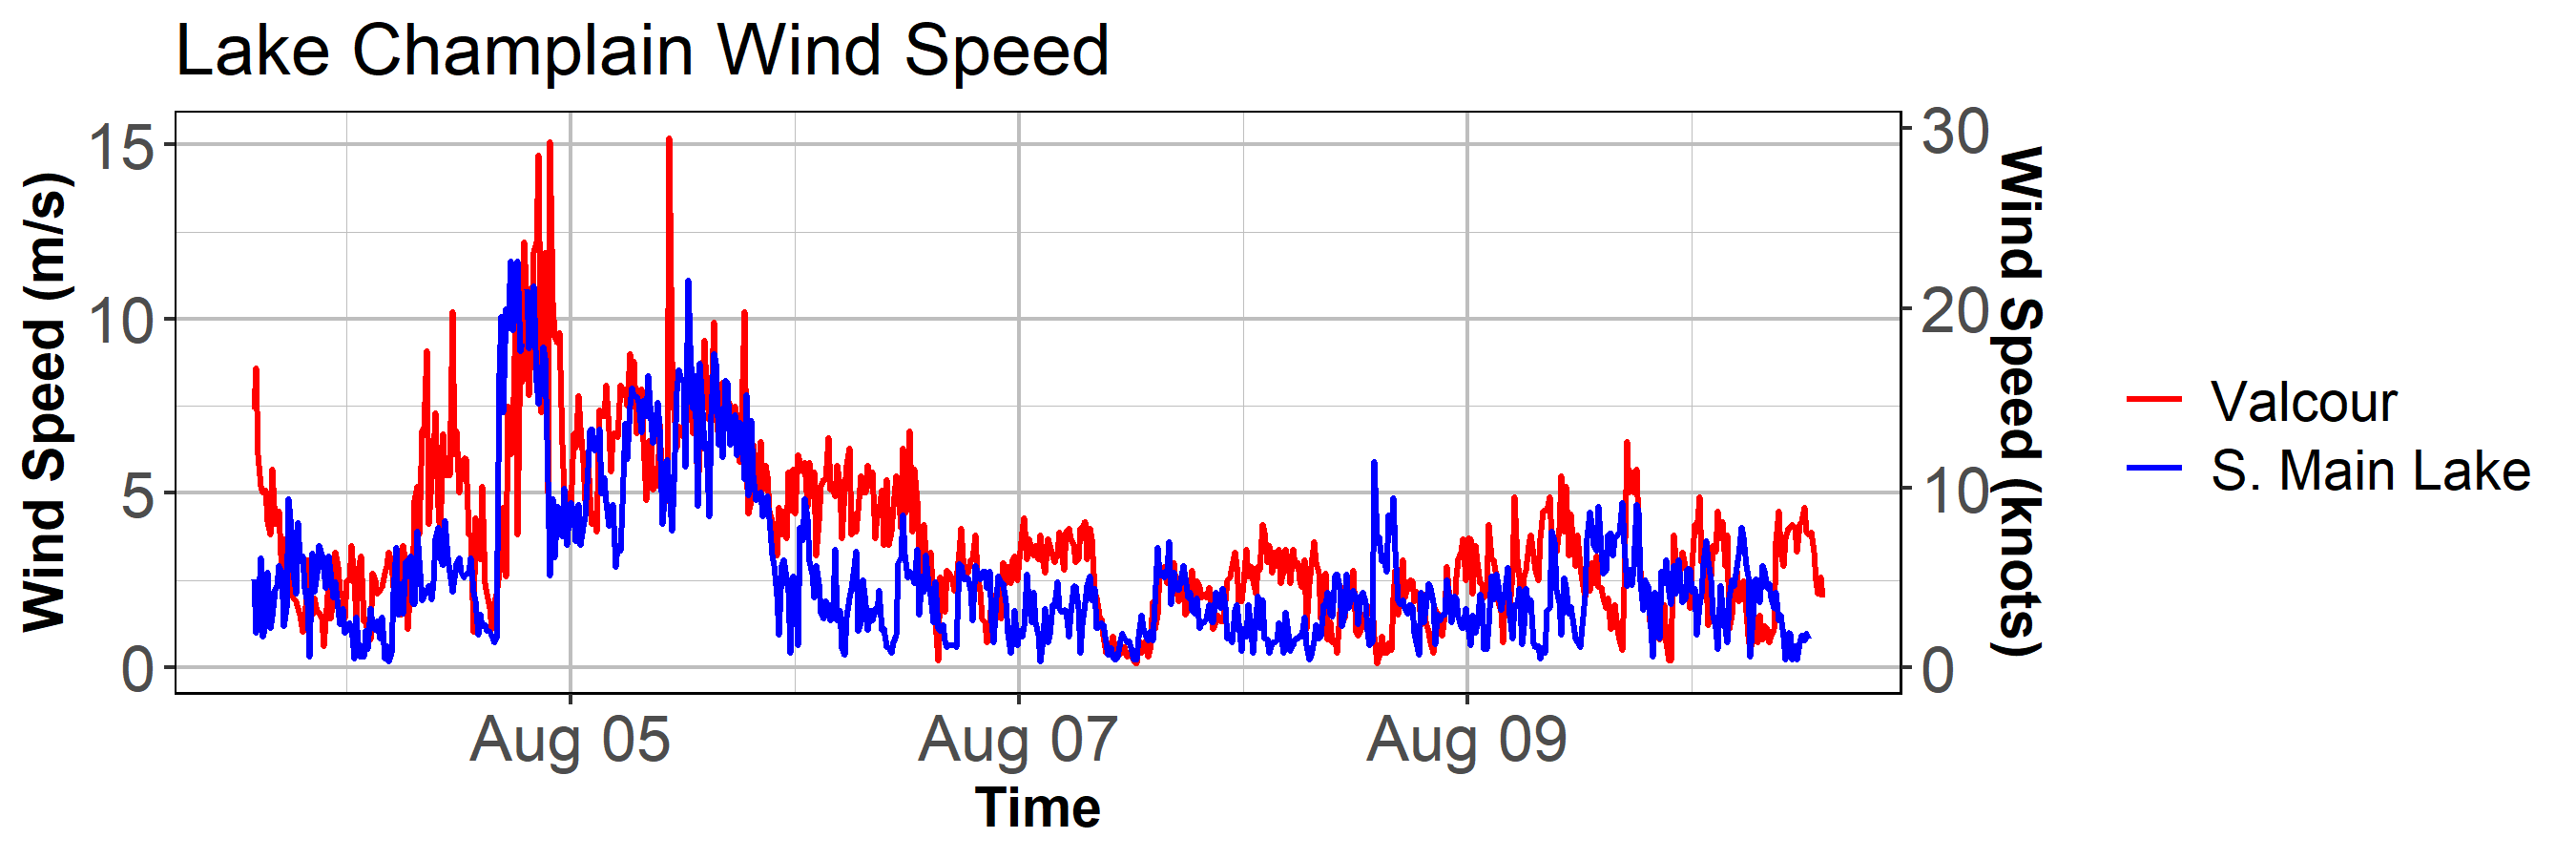 Lake Champlain Wind Speed
Wind Speed (m/s)
15
10
5
0
30
20
10
0
Wind Speed (knots)
Aug 05
Aug 07
Aug 09
Time
Valcour
S. Main Lake